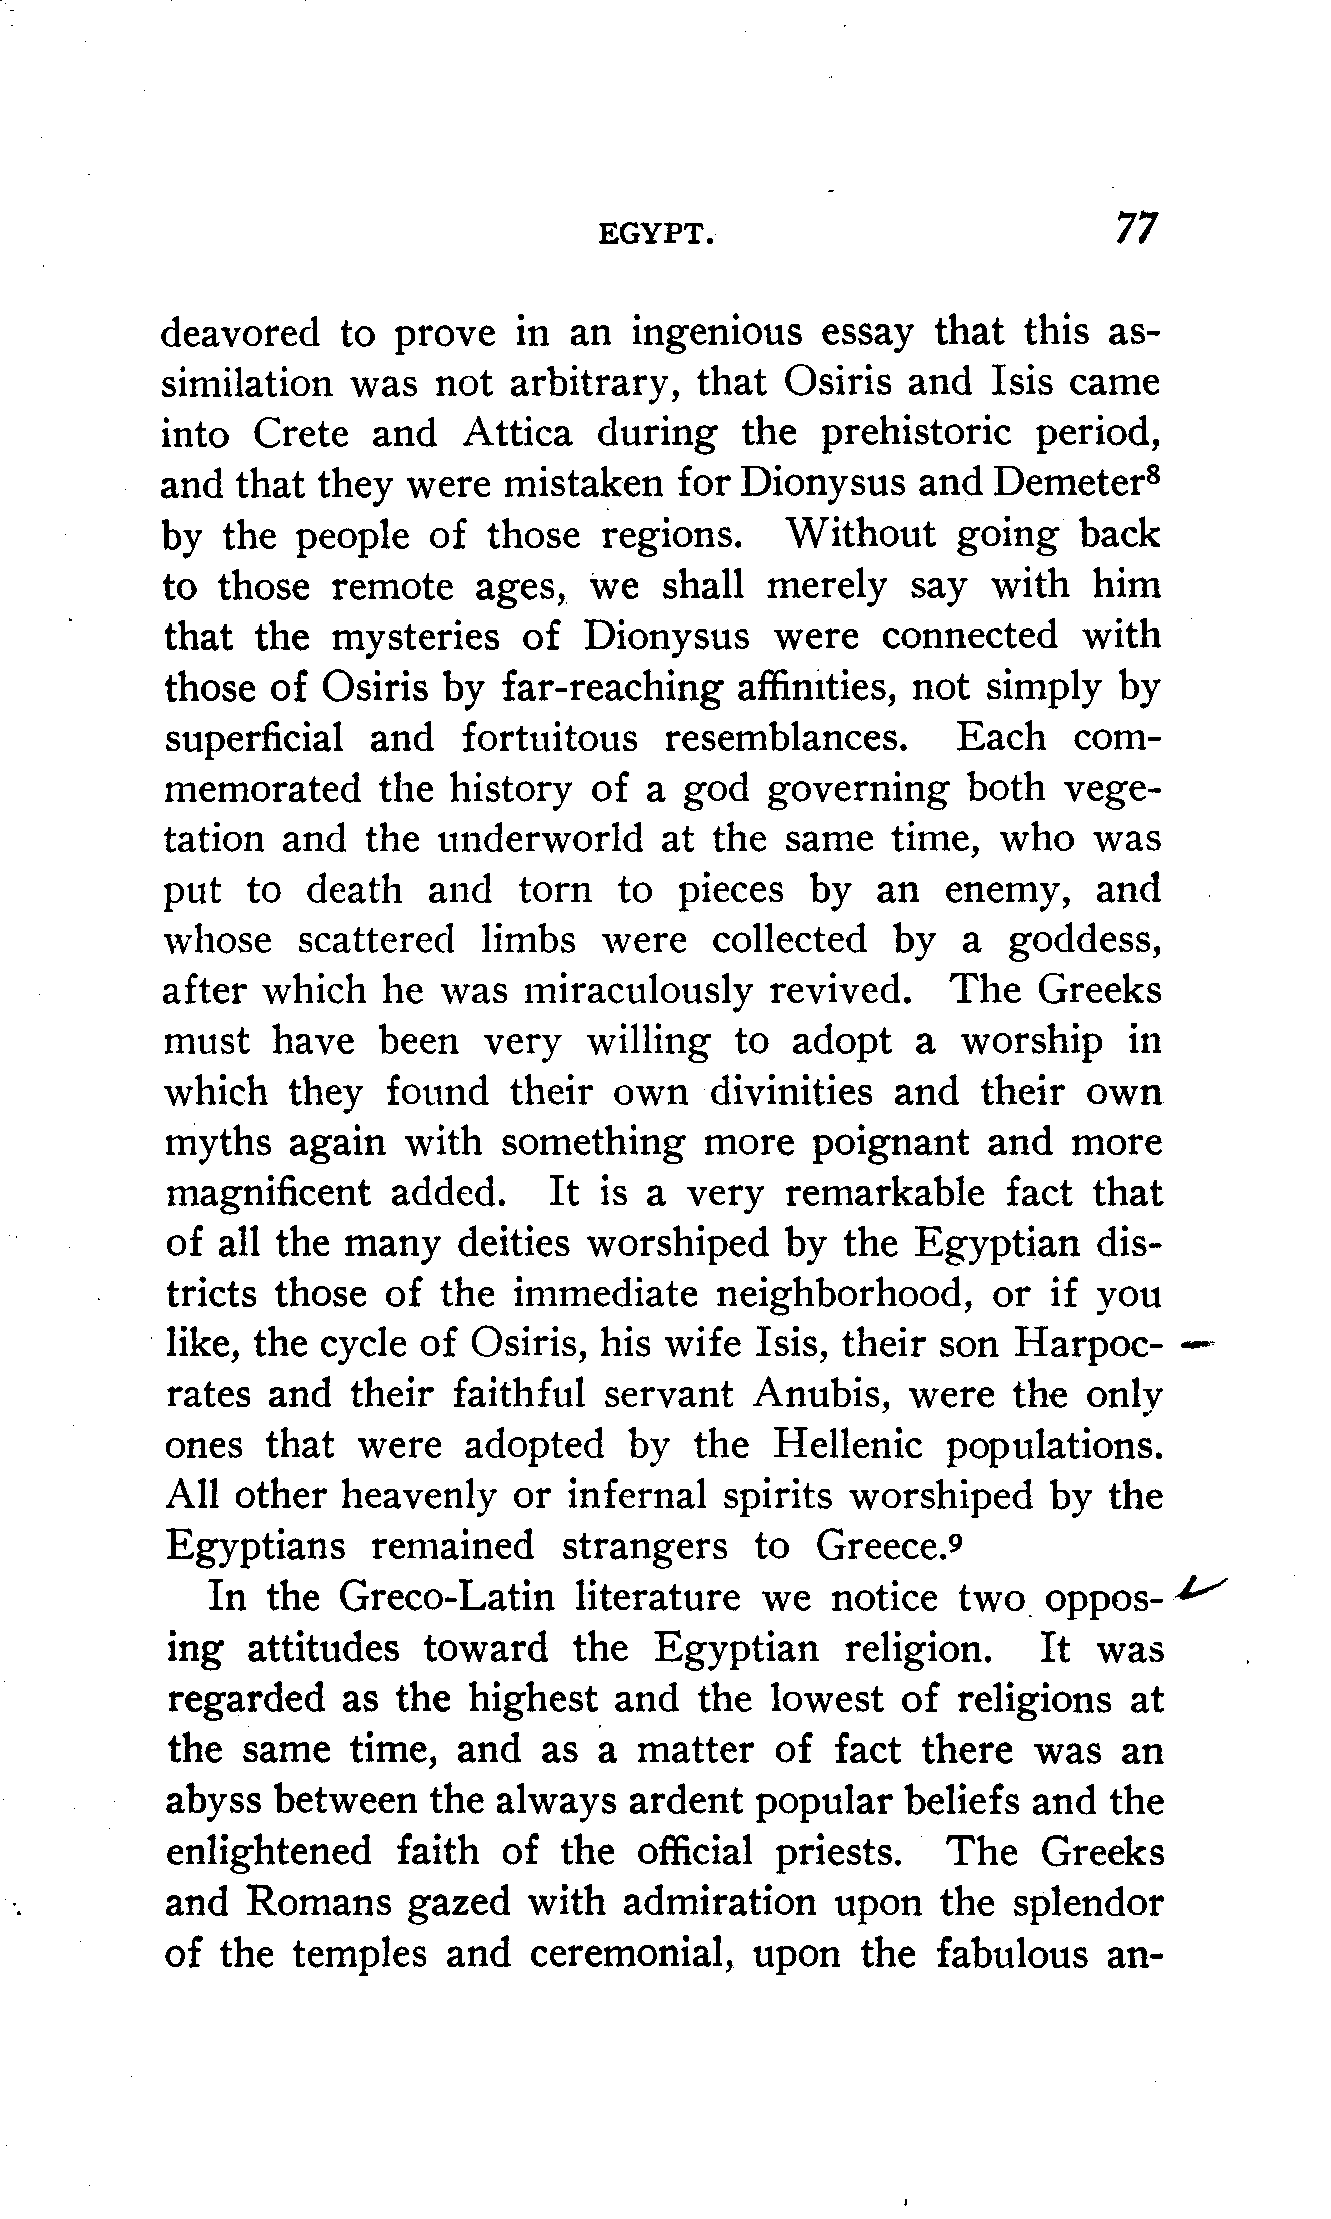 EGYPT. 77
deavored to prove in an ingenious essay that this as-
similation was not arbitrary, that Osiris and Isis came
into Crete and Attica during the prehistoric period,
and that they were mistaken for Dionysus and Demeter⁸
by the people of those regions. Without going back
to those remote ages, we shall merely say with him
that the mysteries of Dionysus were connected with
those of Osiris by far-reaching affinities, not simply by
superficial and fortuitous resemblances. Each com-
memorated the history of a god governing both vege-
tation and the underworld at the same time, who was
put to death and torn to pieces by an enemy, and
whose scattered limbs were collected by a goddess,
after which he was miraculously revived. The Greeks
must have been very willing to adopt a worship in
which they found their own divinities and their own
myths again with something more poignant and more
magnificent added. It is a very remarkable fact that
of all the many deities worshiped by the Egyptian dis-
tricts those of the immediate neighborhood, or if you
like, the cycle of Osiris, his wife Isis, their son Harpoc-
rates and their faithful servant Anubis, were the only
ones that were adopted by the Hellenic populations.
All other heavenly or infernal spirits worshiped by the
Egyptians remained strangers to Greece.⁹
In the Greco-Latin literature we notice two oppos-
ing attitudes toward the Egyptian religion. It was
regarded as the highest and the lowest of religions at
the same time, and as a matter of fact there was an
abyss between the always ardent popular beliefs and the
enlightened faith of the official priests. The Greeks
and Romans gazed with admiration upon the splendor
of the temples and ceremonial, upon the fabulous an-